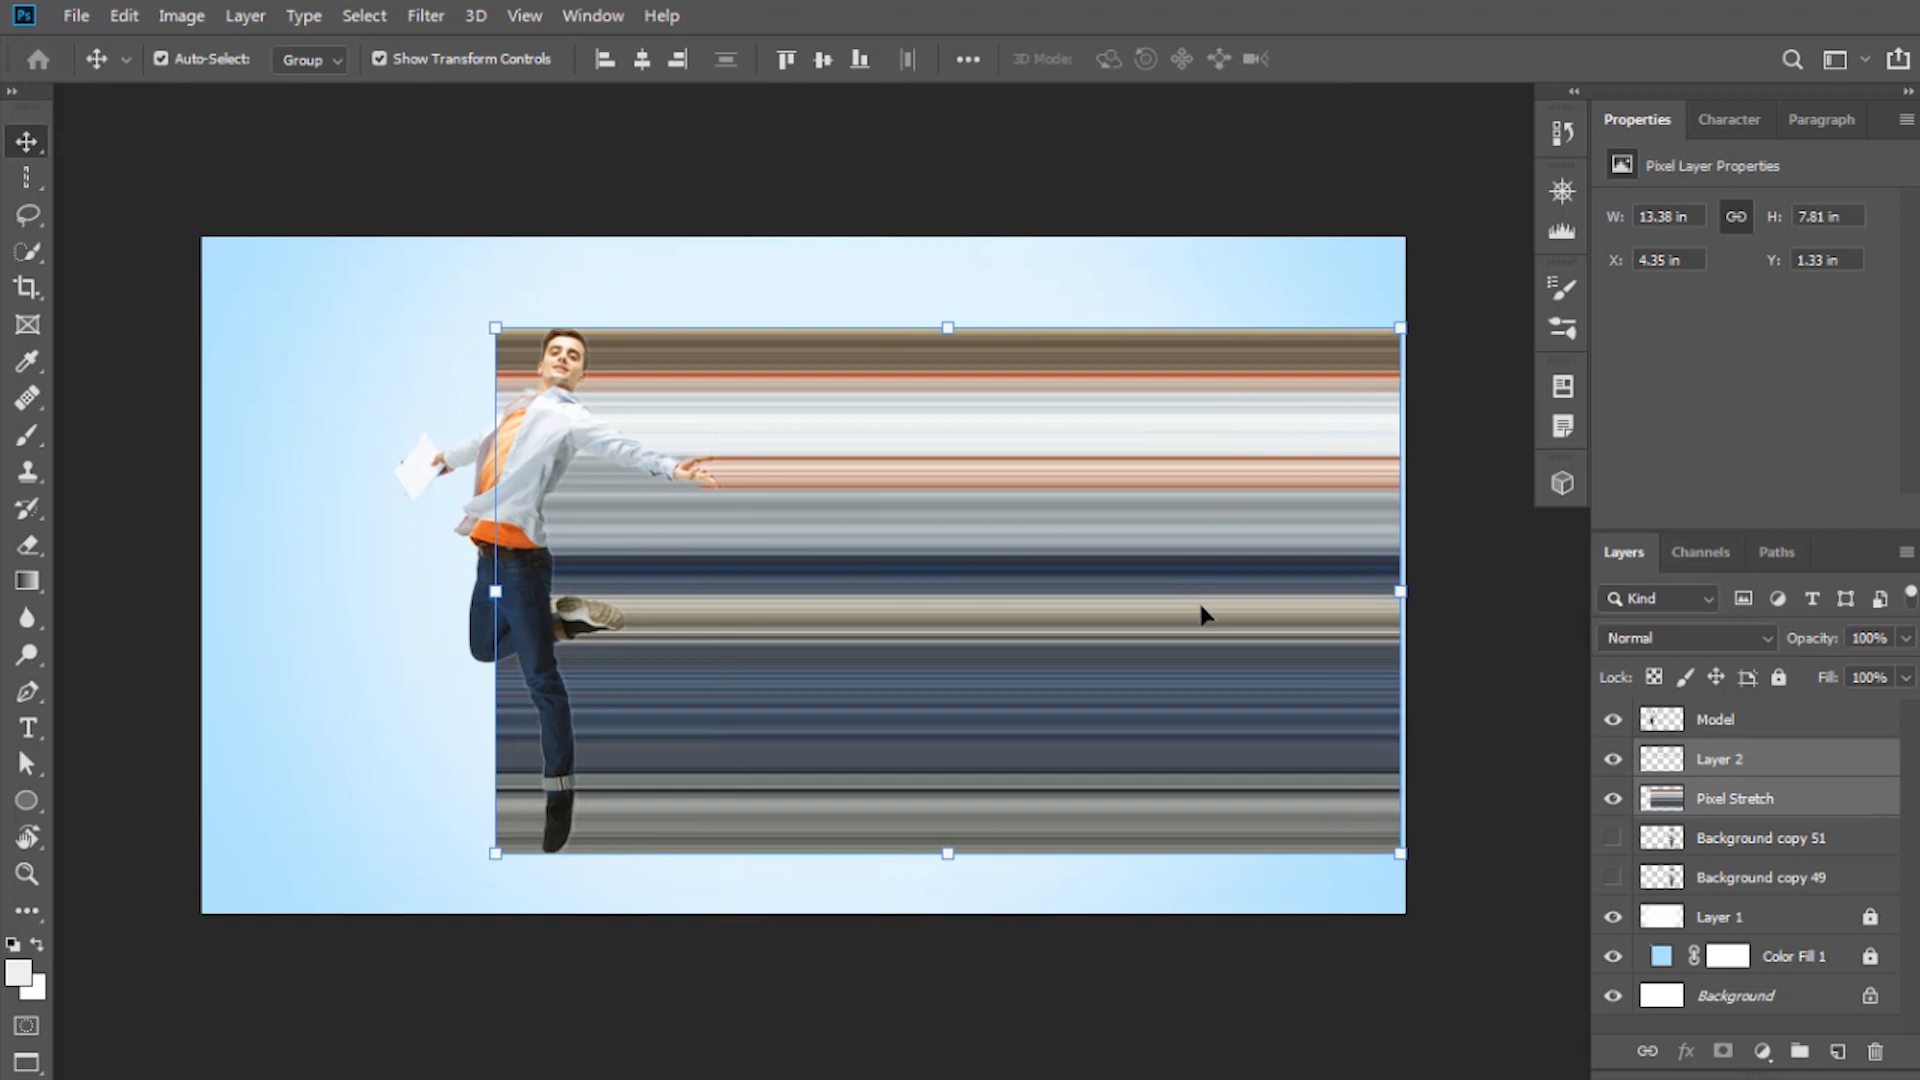 Ps File Edit Image Layer Type Select Filter 3D View Window Help
Auto-Select: Group Show Transform Controls 3D Mode:
Properties Character Paragraph
Pixel Layer Properties
W: 13.38 in H: 7.81 in
X: 4.35 in Y: 1.33 in
Layers Channels Paths
Kind
Normal Opacity: 100%
Lock: Fill: 100%
Model
Layer 2
Pixel Stretch
Background copy 51
Background copy 49
Layer 1
Color Fill 1
Background
fx